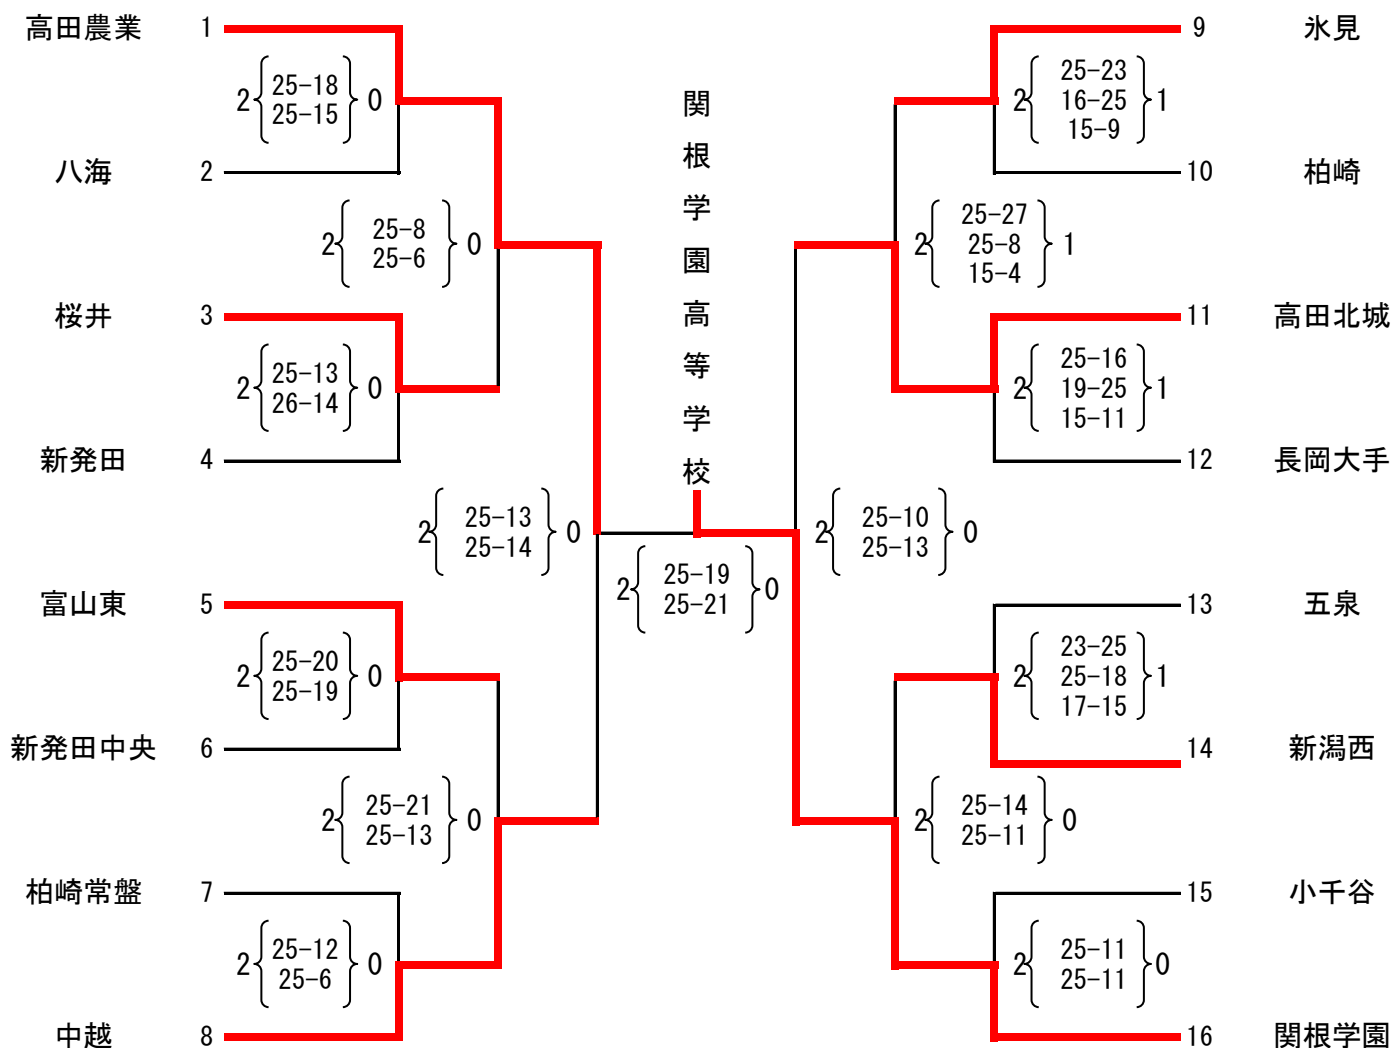 高田農業 1
2 25-18 0
25-15
八海 2
2 25-8 0
25-6
桜井 3
2 25-13 0
26-14
新発田 4
2 25-13 0
25-14
富山東 5
2 25-20 0
25-19
新発田中央 6
2 25-21 0
25-13
柏崎常盤 7
2 25-12 0
25-6
中越 8
関根学園高等学校
2 25-19 0
25-21
9 氷見
25-23
2 16-25 1
15-9
10 柏崎
25-27
2 25-8 1
15-4
11 高田北城
25-16
2 19-25 1
15-11
12 長岡大手
2 25-10 0
25-13
13 五泉
23-25
2 25-18 1
17-15
14 新潟西
2 25-14 0
25-11
15 小千谷
2 25-11 0
25-11
16 関根学園